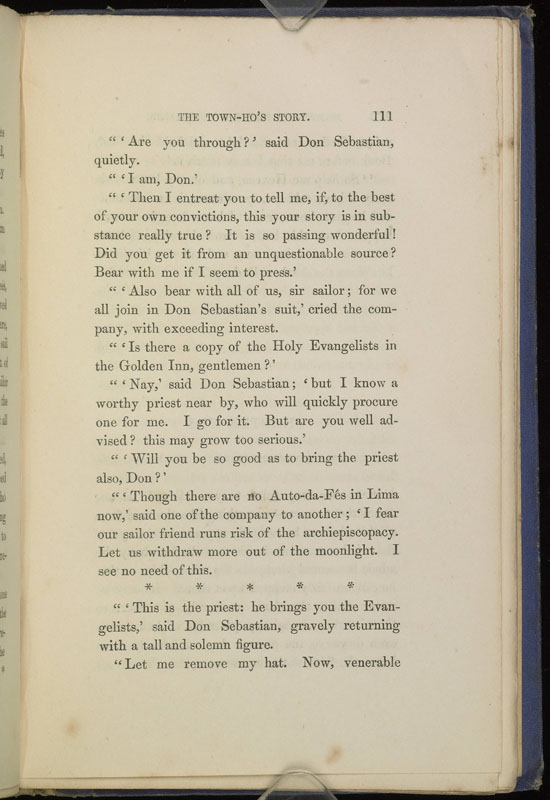 THE TOWN-HO'S STORY. 111
" ' Are you through? ' said Don Sebastian,
quietly.
" ' I am, Don.'
" ' Then I entreat you to tell me, if, to the best
of your own convictions, this your story is in sub-
stance really true? It is so passing wonderful!
Did you get it from an unquestionable source?
Bear with me if I seem to press.'
" ' Also bear with all of us, sir sailor; for we
all join in Don Sebastian's suit,' cried the com-
pany, with exceeding interest.
" ' Is there a copy of the Holy Evangelists in
the Golden Inn, gentlemen?'
" ' Nay,' said Don Sebastian; ' but I know a
worthy priest near by, who will quickly procure
one for me. I go for it. But are you well ad-
vised? this may grow too serious.'
" ' Will you be so good as to bring the priest
also, Don?'
" ' Though there are no Auto-da-Fés in Lima
now,' said one of the company to another; ' I fear
our sailor friend runs risk of the archiepiscopacy.
Let us withdraw more out of the moonlight. I
see no need of this.
* * * * *
" ' This is the priest: he brings you the Evan-
gelists,' said Don Sebastian, gravely returning
with a tall and solemn figure.
" Let me remove my hat. Now, venerable